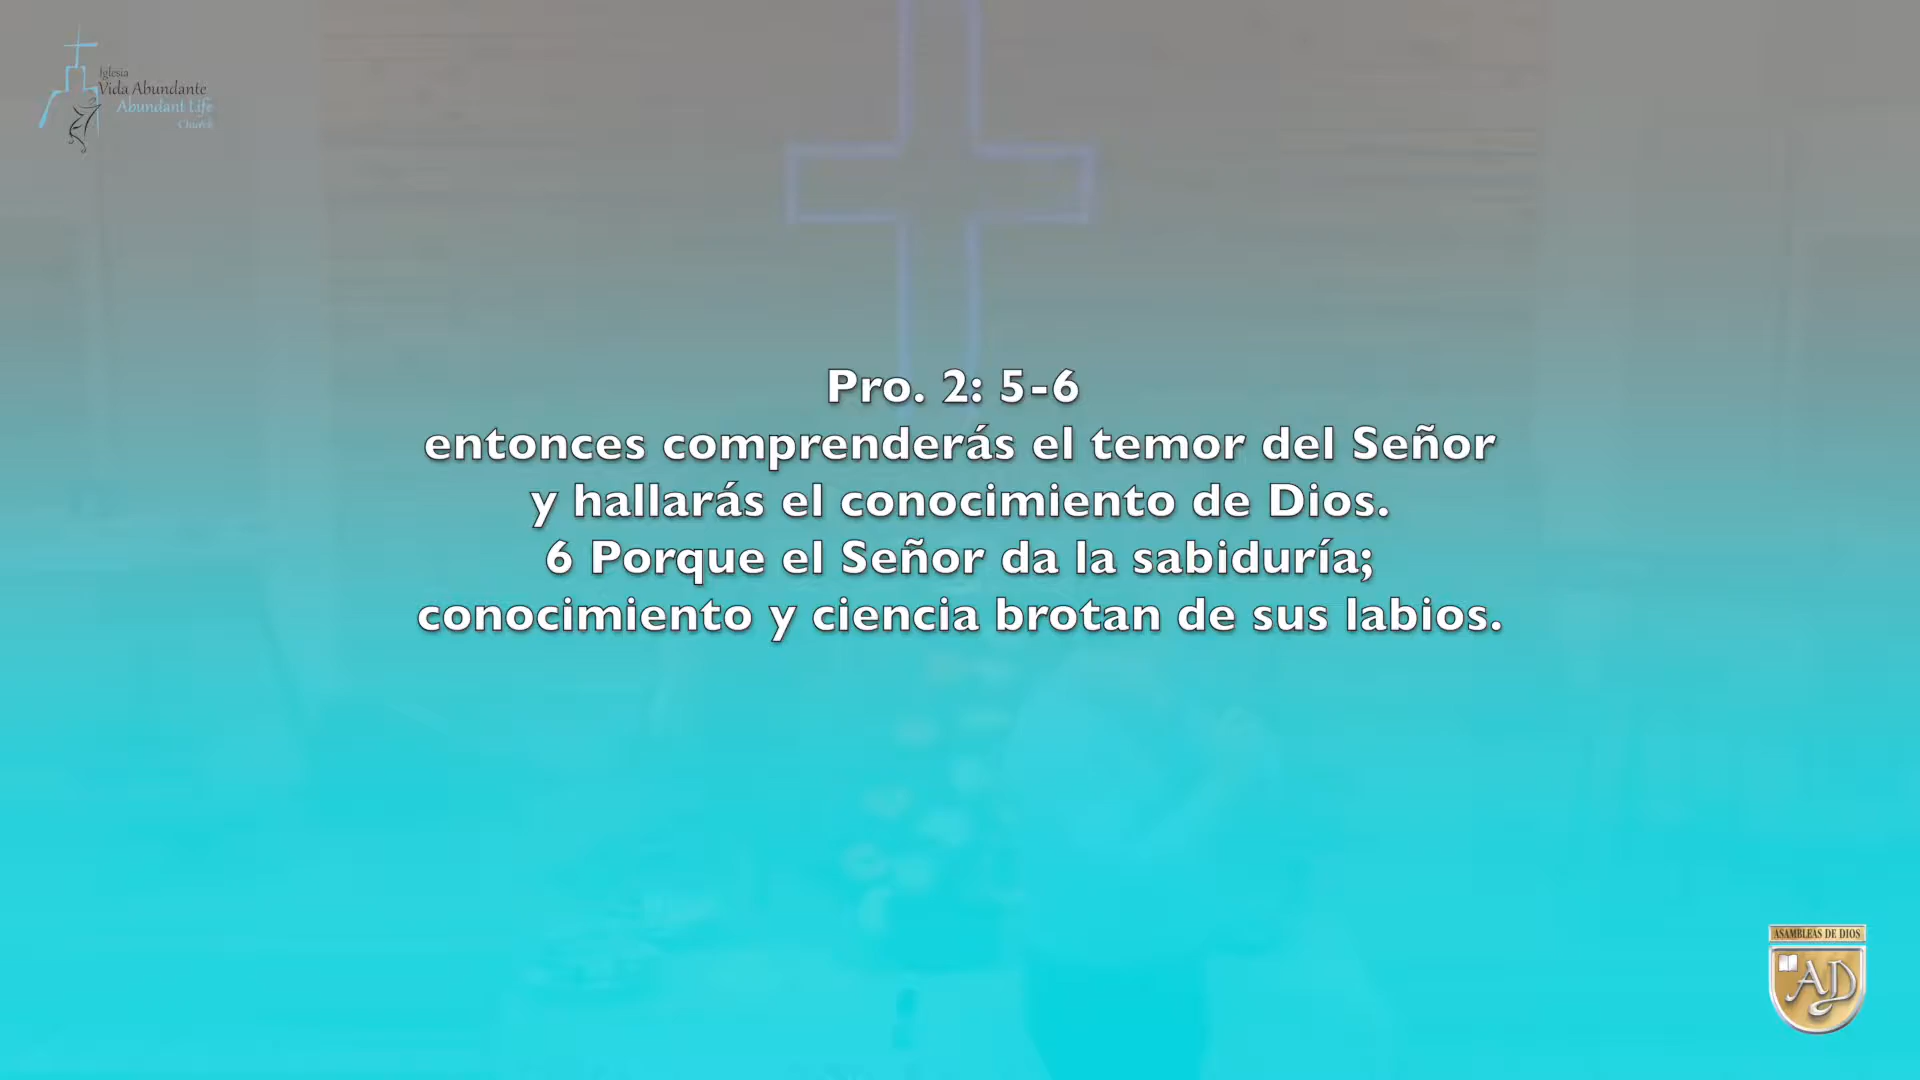 Iglesia
Vida Abundante
Abundant Life
Church
Pro. 2: 5-6
entonces comprenderás el temor del Señor
y hallarás el conocimiento de Dios.
6 Porque el Señor da la sabiduría;
conocimiento y ciencia brotan de sus labios.
ASAMBLEAS DE DIOS
AD